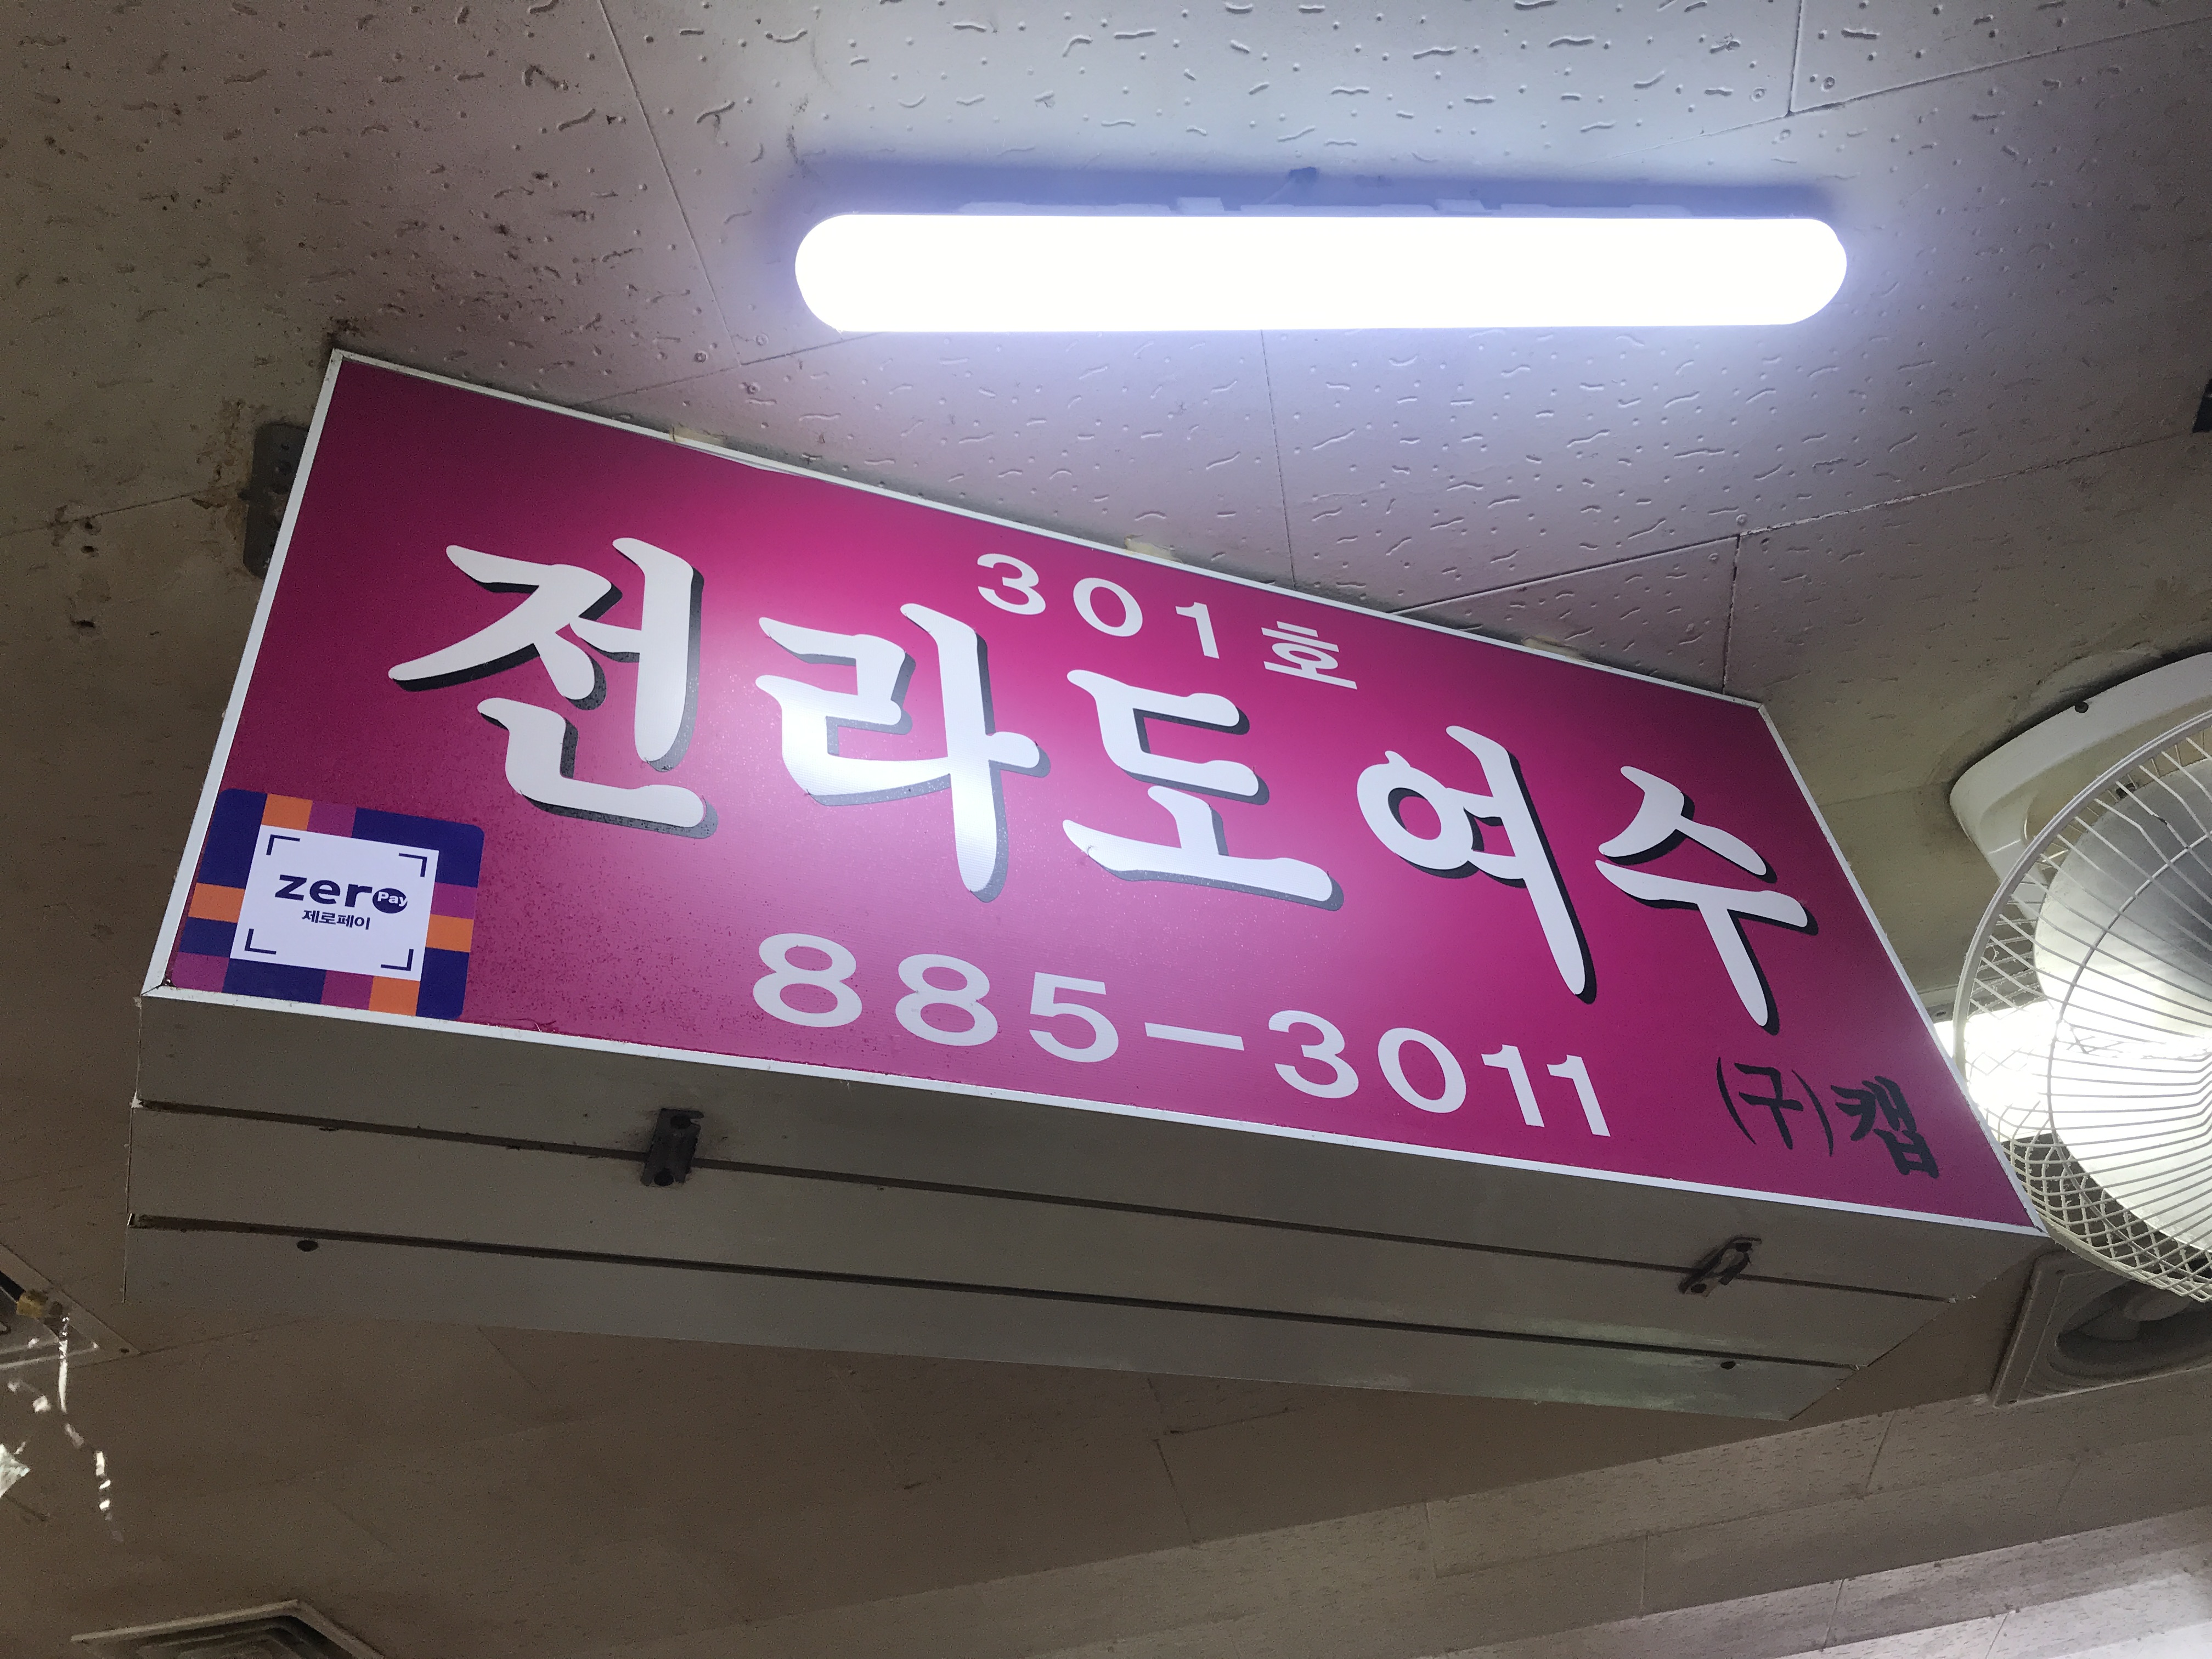 301호
전라도여수
885-3011
(구)캡
zero Pay
제로페이